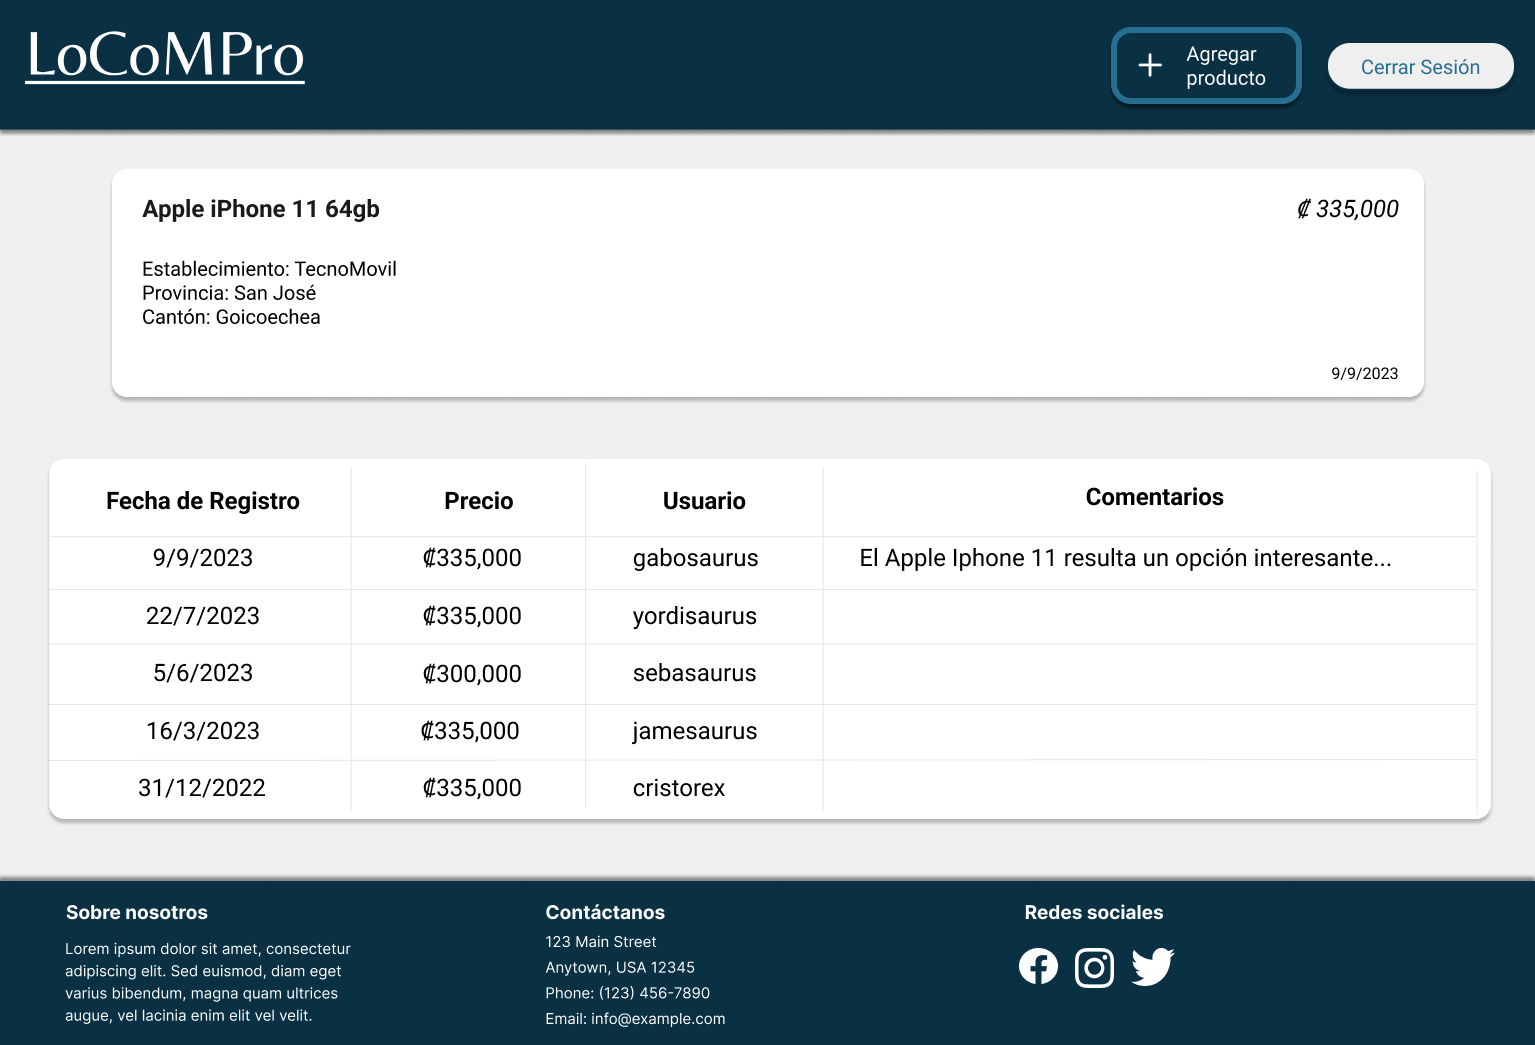 LoCoMPro
Agregar
producto
Cerrar Sesión
Apple iPhone 11 64gb
₡ 335,000
Establecimiento: TecnoMovil
Provincia: San José
Cantón: Goicoechea
9/9/2023
Fecha de Registro Precio Usuario Comentarios
9/9/2023 ₡335,000 gabosaurus El Apple Iphone 11 resulta un opción interesante...
22/7/2023 ₡335,000 yordisaurus
5/6/2023 ₡300,000 sebasaurus
16/3/2023 ₡335,000 jamesaurus
31/12/2022 ₡335,000 cristorex
Sobre nosotros
Lorem ipsum dolor sit amet, consectetur
adipiscing elit. Sed euismod, diam eget
varius bibendum, magna quam ultrices
augue, vel lacinia enim elit vel velit.
Contáctanos
123 Main Street
Anytown, USA 12345
Phone: (123) 456-7890
Email: info@example.com
Redes sociales